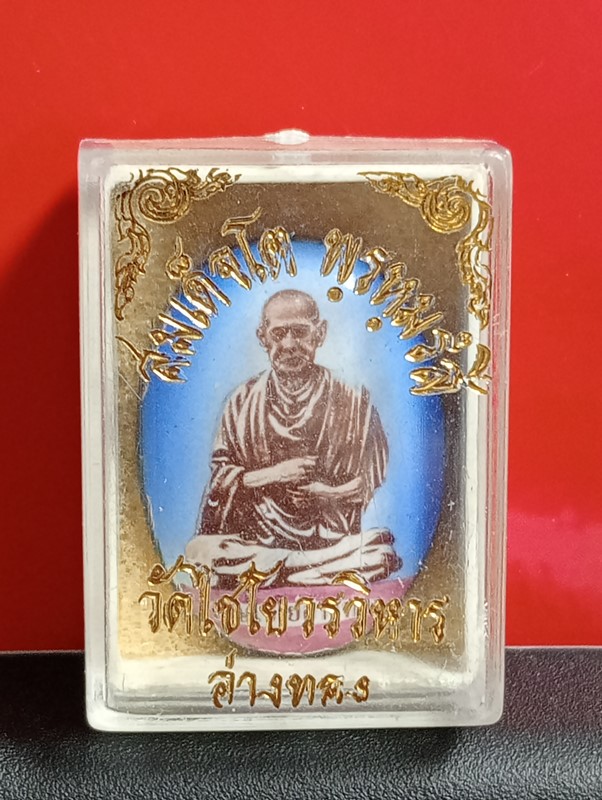 สมเด็จโต พฺรหฺมรํสี
วัดไชโยวรวิหาร
อ่างทอง